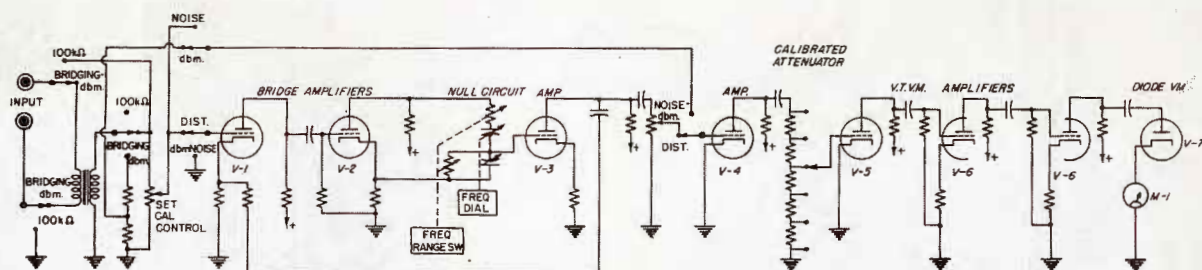 NOISE
dbm.
100kΩ
BRIDGING-
dbm.
INPUT
100kΩ
BRIDGING
dbm.
DIST.
dbmNOISE
BRIDGING
dbm.
100kΩ
SET
CAL
CONTROL
BRIDGE AMPLIFIERS
V-1
V-2
NULL CIRCUIT
FREQ
DIAL
FREQ
RANGE SW.
AMP.
V-3
NOISE-
dbm.
DIST.
AMP.
V-4
CALIBRATED
ATTENUATOR
V-5
V.T.V.M. AMPLIFIERS
V-6
V-6
DIODE VM.
V-7
M-1
+
+
+
+
+
+
+